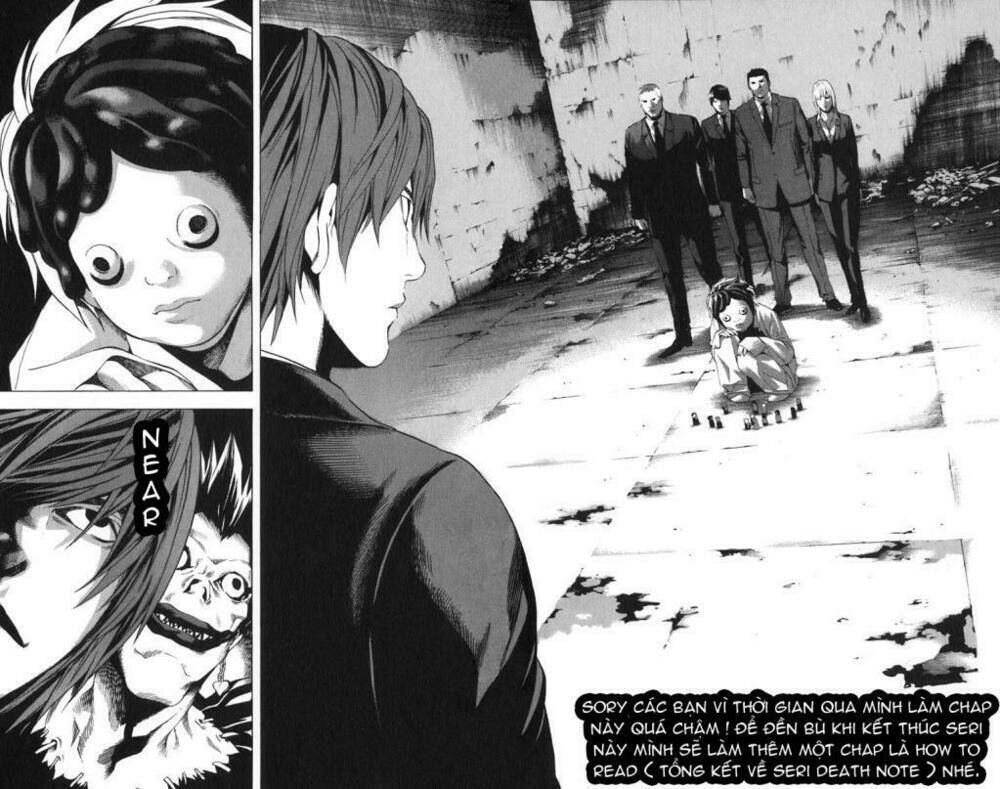 NEAR
SORY CÁC BẠN VÌ THỜI GIAN QUA MÌNH LÀM CHAP
NÀY QUÁ CHẬM ! ĐỂ ĐỀN BÙ KHI KẾT THÚC SERI
NÀY MÌNH SẼ LÀM THÊM MỘT CHAP LÀ HOW TO
READ ( TỔNG KẾT VỀ SERI DEATH NOTE ) NHÉ.